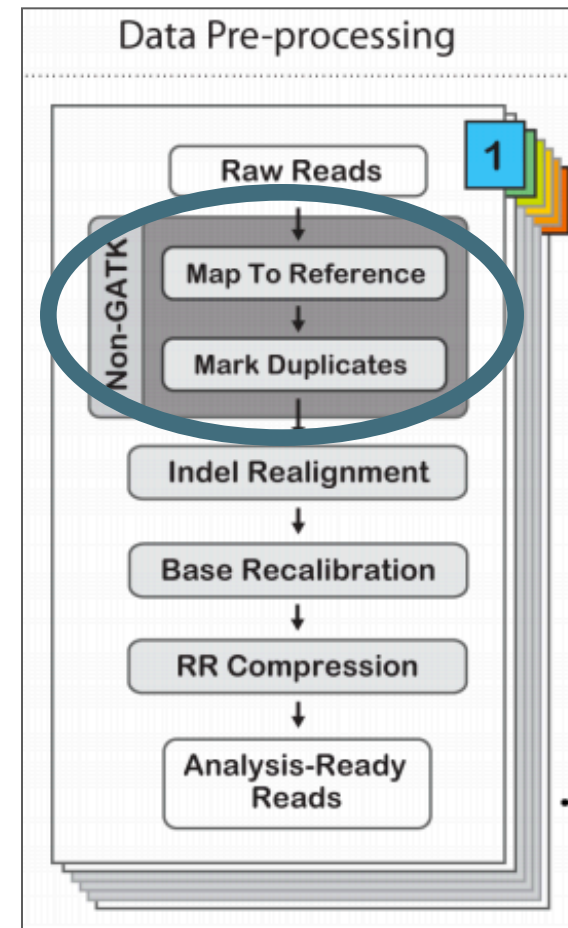 Data Pre-processing
1
Raw Reads
Non-GATK
Map To Reference
Mark Duplicates
Indel Realignment
Base Recalibration
RR Compression
Analysis-Ready
Reads